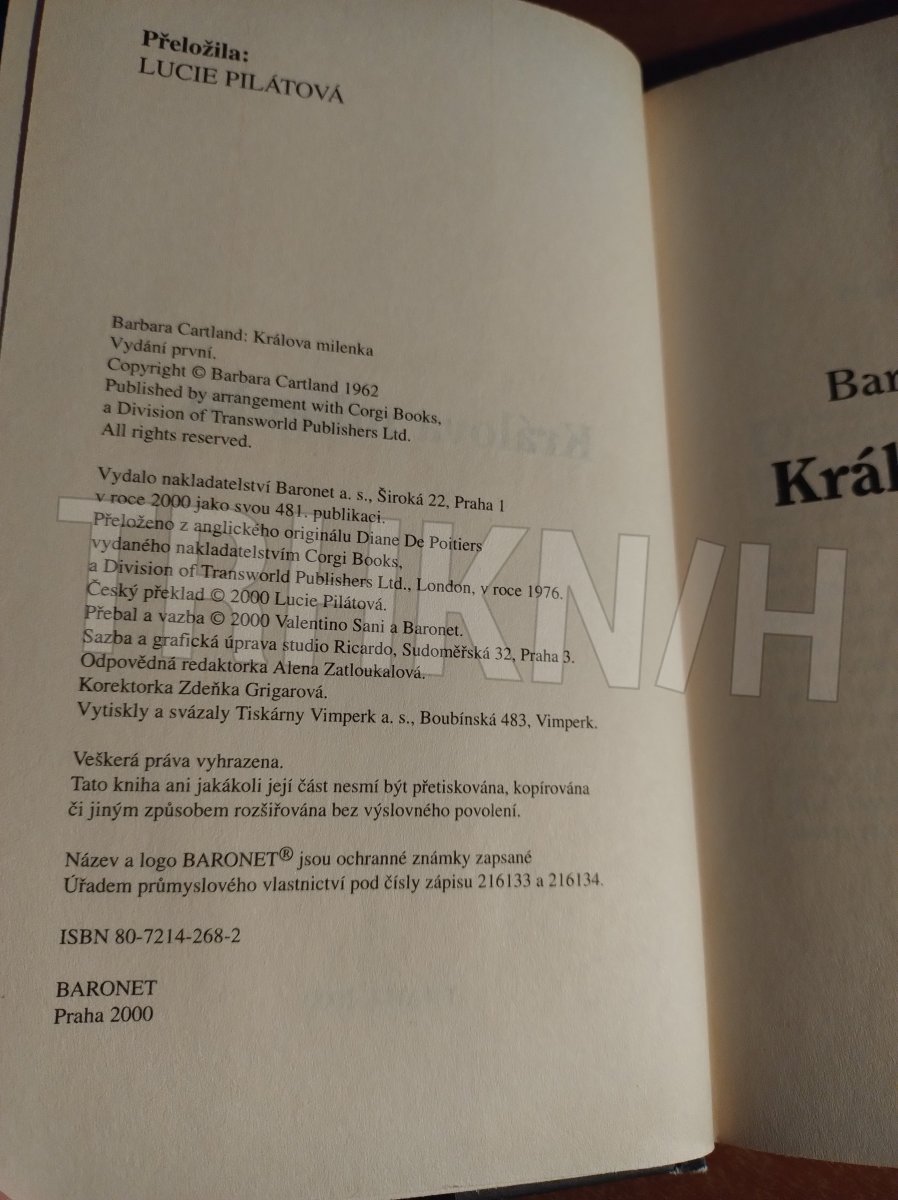 Přeložila:
LUCIE PILÁTOVÁ
Barbara Cartland: Králova milenka
Vydání první.
Copyright © Barbara Cartland 1962
Published by arrangement with Corgi Books,
a Division of Transworld Publishers Ltd.
All rights reserved.
Vydalo nakladatelství Baronet a. s., Široká 22, Praha 1
v roce 2000 jako svou 481. publikaci.
Přeloženo z anglického originálu Diane De Poitiers
vydaného nakladatelstvím Corgi Books,
a Division of Transworld Publishers Ltd., London, v roce 1976.
Český překlad © 2000 Lucie Pilátová.
Přebal a vazba © 2000 Valentino Sani a Baronet.
Sazba a grafická úprava studio Ricardo, Sudoměřská 32, Praha 3.
Odpovědná redaktorka Alena Zatloukalová.
Korektorka Zdeňka Grigarová.
Vytiskly a svázaly Tiskárny Vimperk a. s., Boubínská 483, Vimperk.
Veškerá práva vyhrazena.
Tato kniha ani jakákoli její část nesmí být přetiskována, kopírována
či jiným způsobem rozšiřována bez výslovného povolení.
Název a logo BARONET® jsou ochranné známky zapsané
Úřadem průmyslového vlastnictví pod čísly zápisu 216133 a 216134.
ISBN 80-7214-268-2
BARONET
Praha 2000
Bar
Král